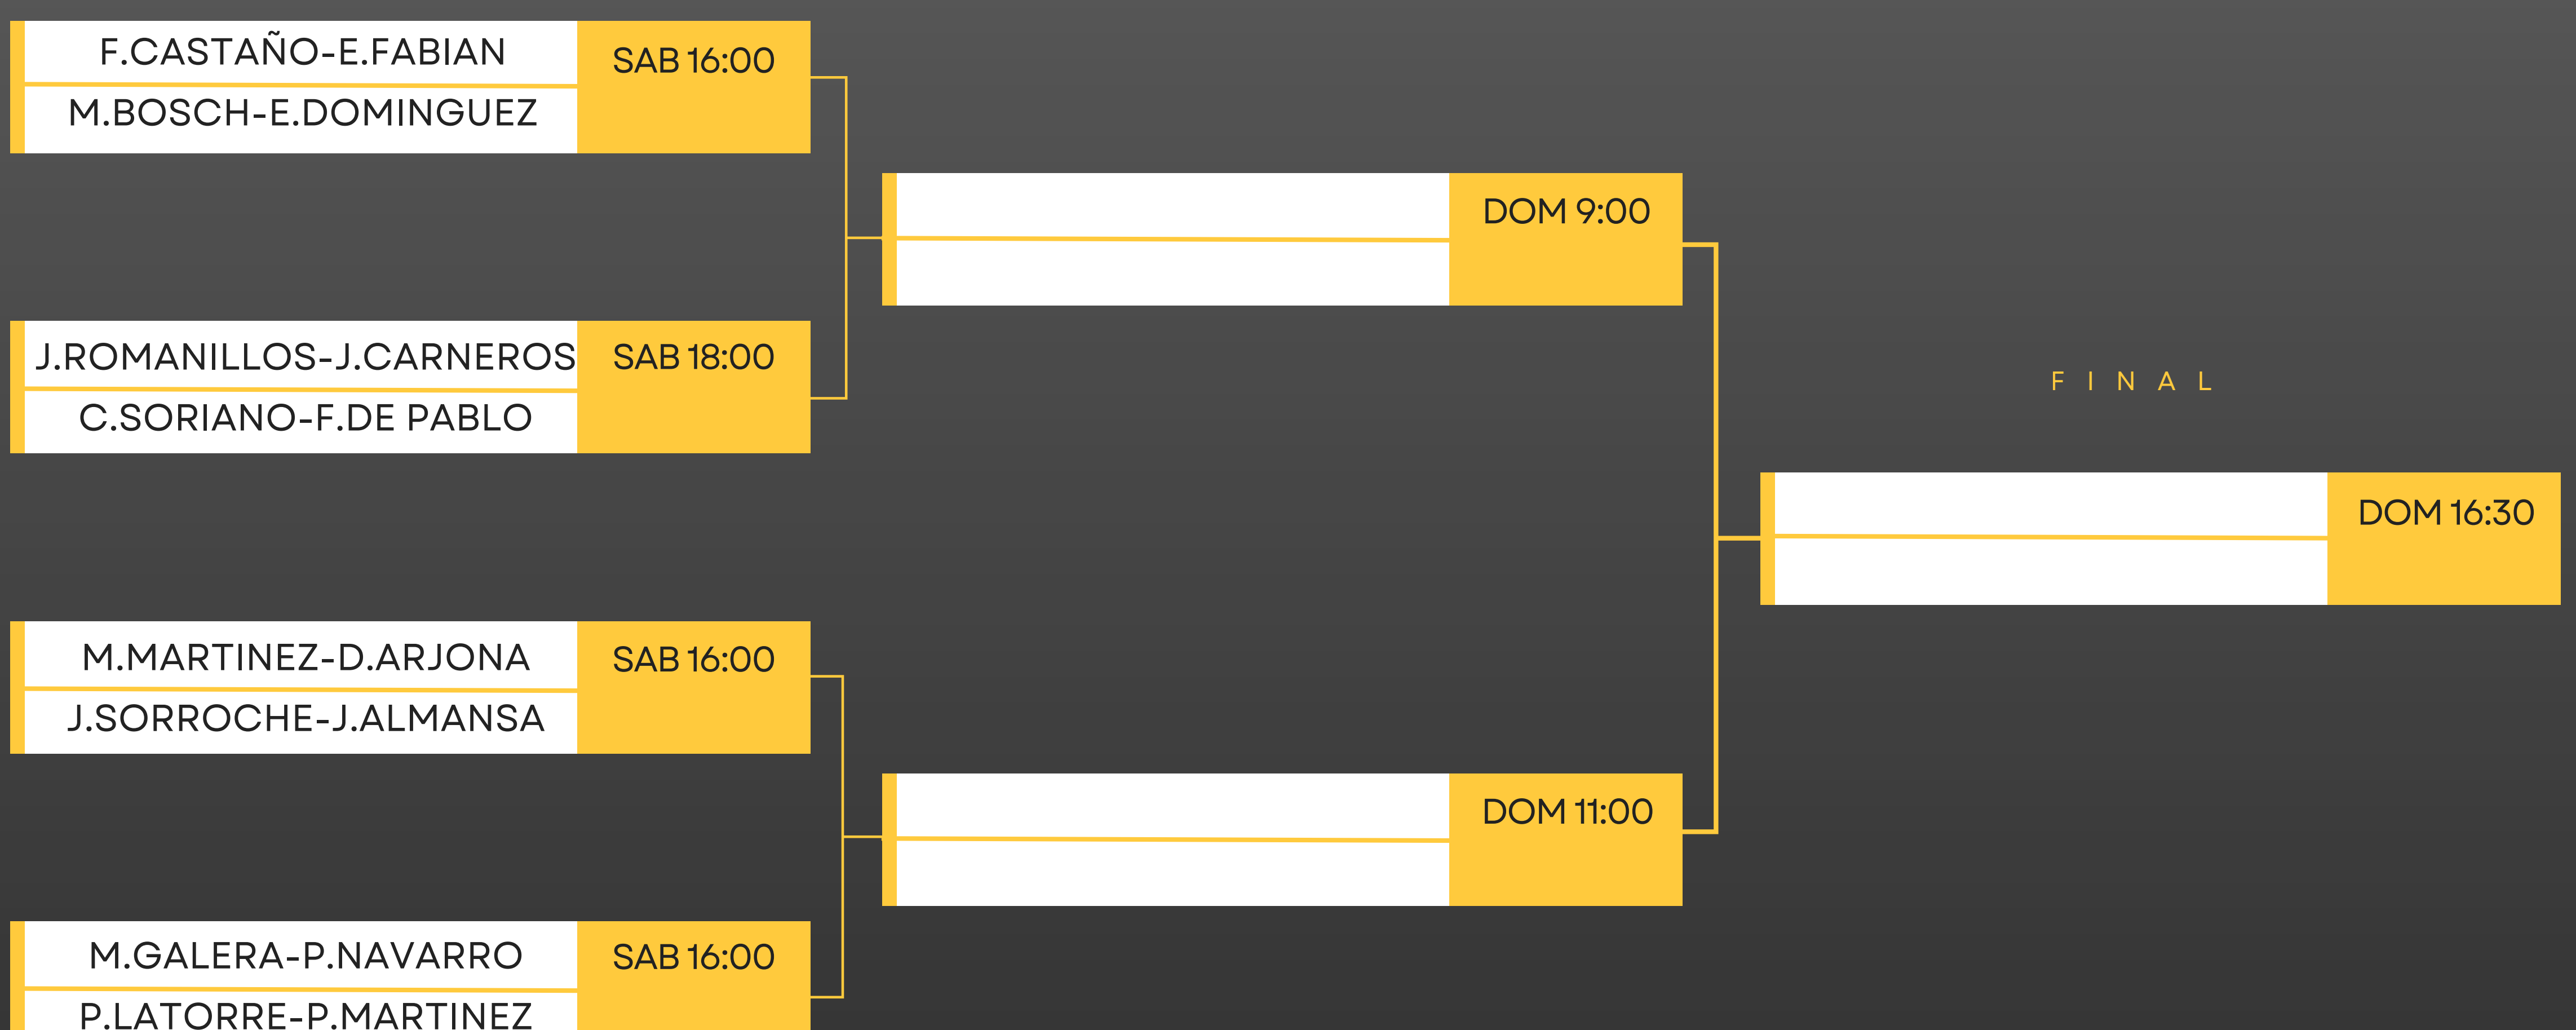 F.CASTAÑO-E.FABIAN
SAB 16:00
M.BOSCH-E.DOMINGUEZ
DOM 9:00
J.ROMANILLOS-J.CARNEROS
SAB 18:00
C.SORIANO-F.DE PABLO
FINAL
DOM 16:30
M.MARTINEZ-D.ARJONA
SAB 16:00
J.SORROCHE-J.ALMANSA
DOM 11:00
M.GALERA-P.NAVARRO
SAB 16:00
P.LATORRE-P.MARTINEZ